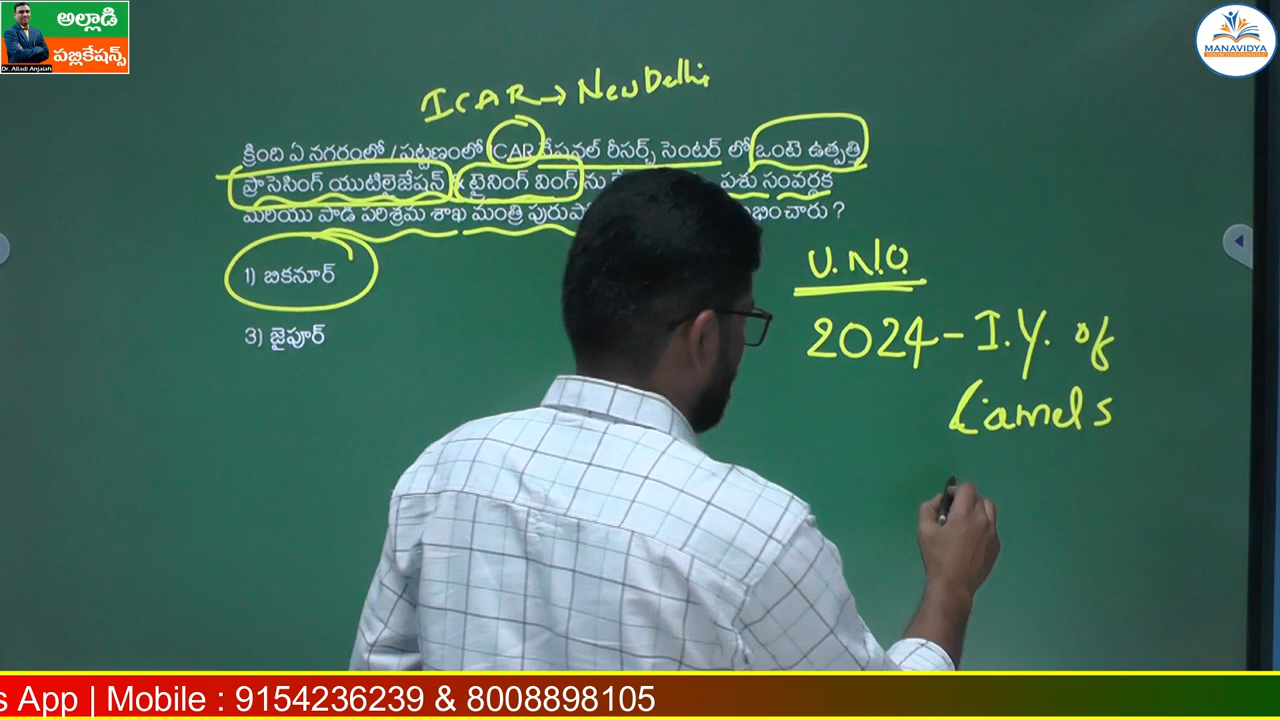 అల్లాడి
పబ్లికేషన్స్
Dr. Alladi Anjaiah
MANAVIDYA
ICAR → New Delhi
క్రింది ఏ నగరంలో / పట్టణంలో ICAR నేషనల్ రీసర్చ్ సెంటర్ లో ఒంటె ఉత్పత్తి
ప్రాసెసింగ్ యుటిలైజేషన్ & ట్రైనింగ్ వింగ్ ను పశు సంవర్ధక
మరియు పాడి పరిశ్రమ శాఖ మంత్రి ?
1) బికనూర్
3) జైపూర్
U.N.O.
2024 - I.Y. of
Camels
s App | Mobile : 9154236239 & 8008898105